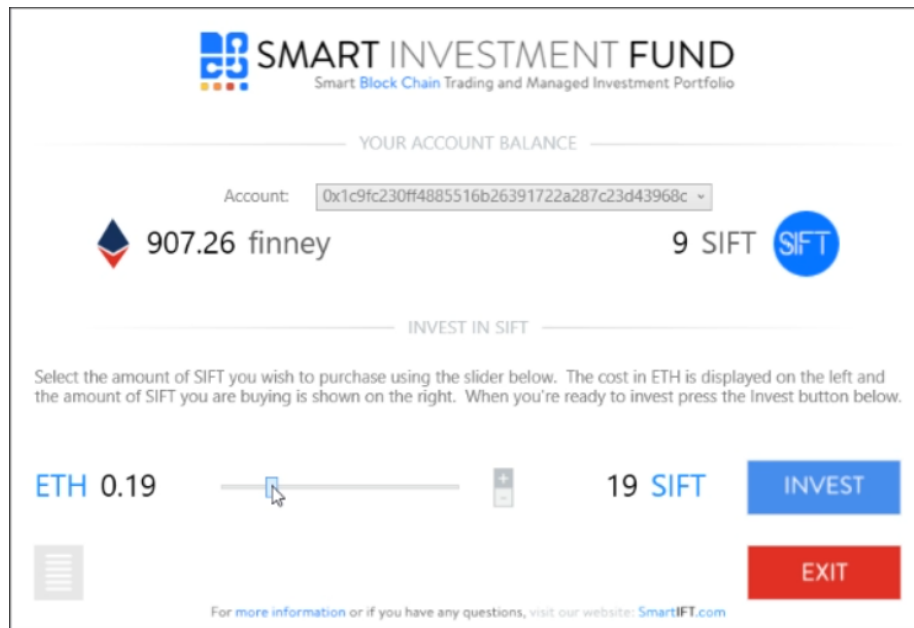 SMART INVESTMENT FUND
Smart Block Chain Trading and Managed Investment Portfolio
YOUR ACCOUNT BALANCE
Account: 0x1c9fc230ff4885516b26391722a287c23d43968c
907.26 finney
9 SIFT
SIFT
INVEST IN SIFT
Select the amount of SIFT you wish to purchase using the slider below. The cost in ETH is displayed on the left and
the amount of SIFT you are buying is shown on the right. When you're ready to invest press the Invest button below.
ETH 0.19
+
-
19 SIFT
INVEST
EXIT
For more information or if you have any questions, visit our website: SmartIFT.com